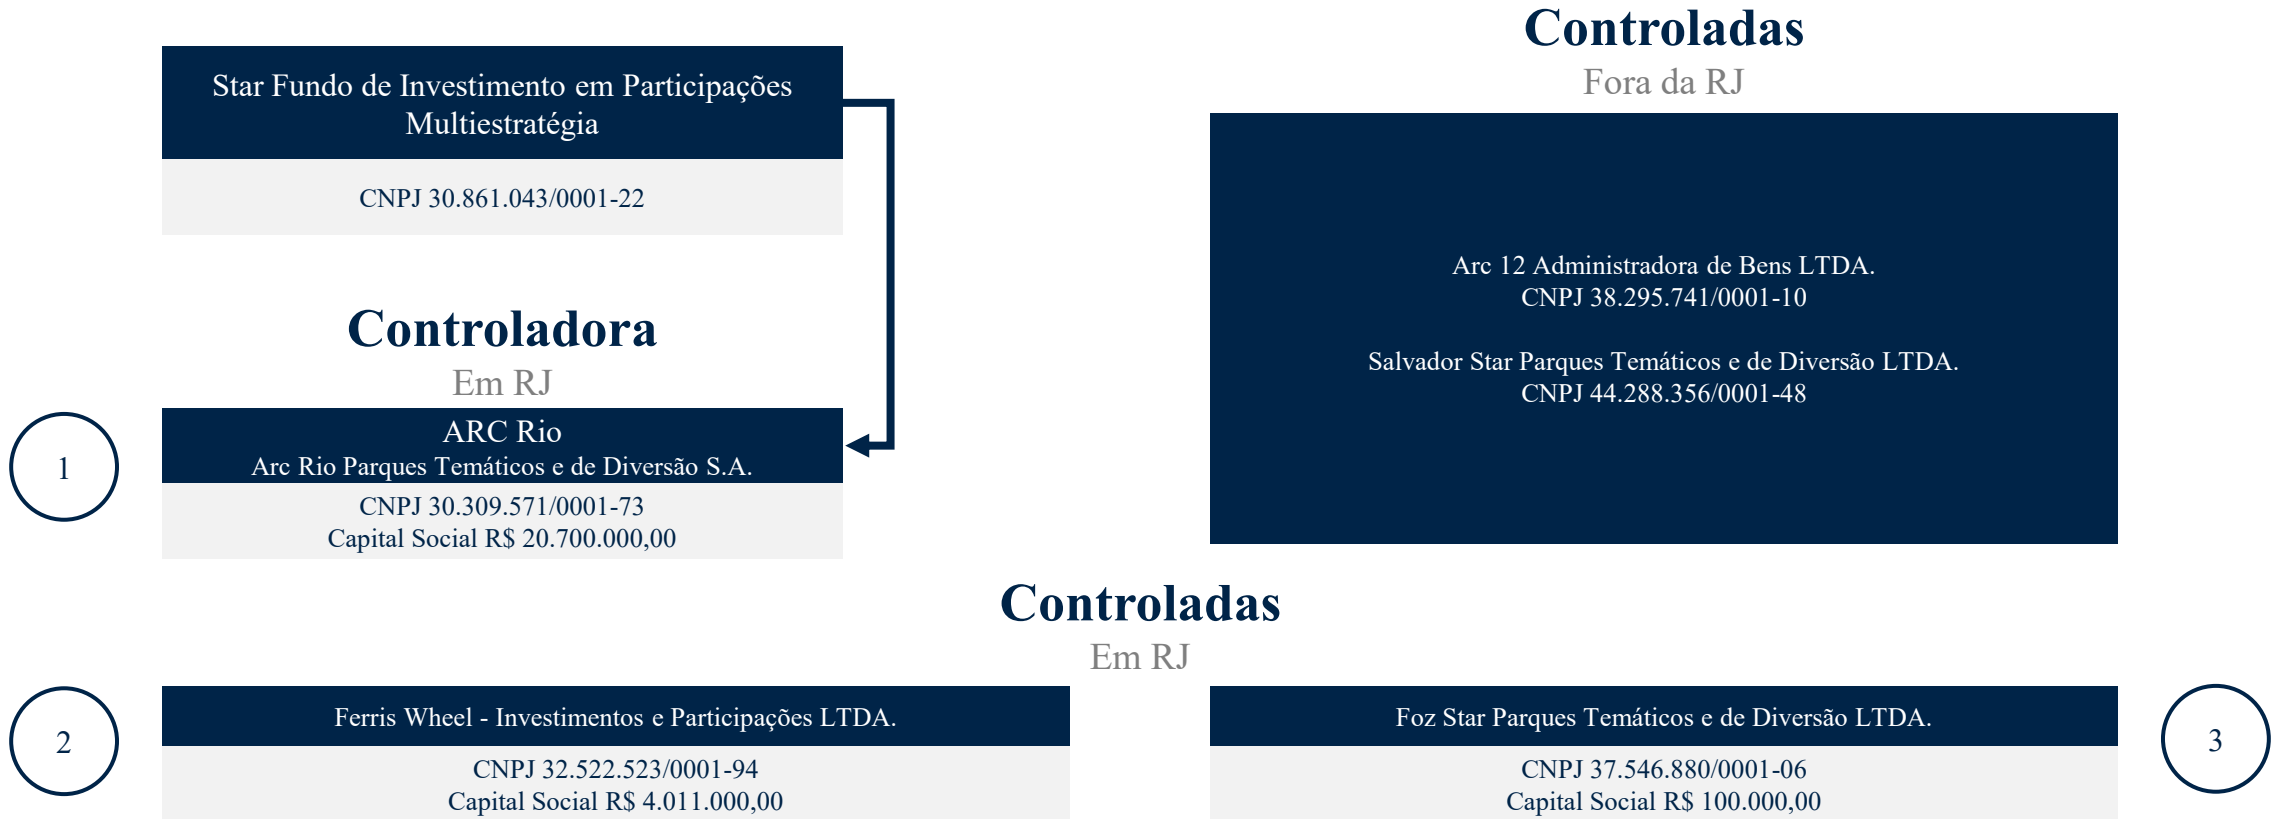 Star Fundo de Investimento em Participações
Multiestratégia
CNPJ 30.861.043/0001-22
Controladora
Em RJ
1
ARC Rio
Arc Rio Parques Temáticos e de Diversão S.A.
CNPJ 30.309.571/0001-73
Capital Social R$ 20.700.000,00
Controladas
Fora da RJ
Arc 12 Administradora de Bens LTDA.
CNPJ 38.295.741/0001-10
Salvador Star Parques Temáticos e de Diversão LTDA.
CNPJ 44.288.356/0001-48
Controladas
Em RJ
2
Ferris Wheel - Investimentos e Participações LTDA.
CNPJ 32.522.523/0001-94
Capital Social R$ 4.011.000,00
Foz Star Parques Temáticos e de Diversão LTDA.
CNPJ 37.546.880/0001-06
Capital Social R$ 100.000,00
3